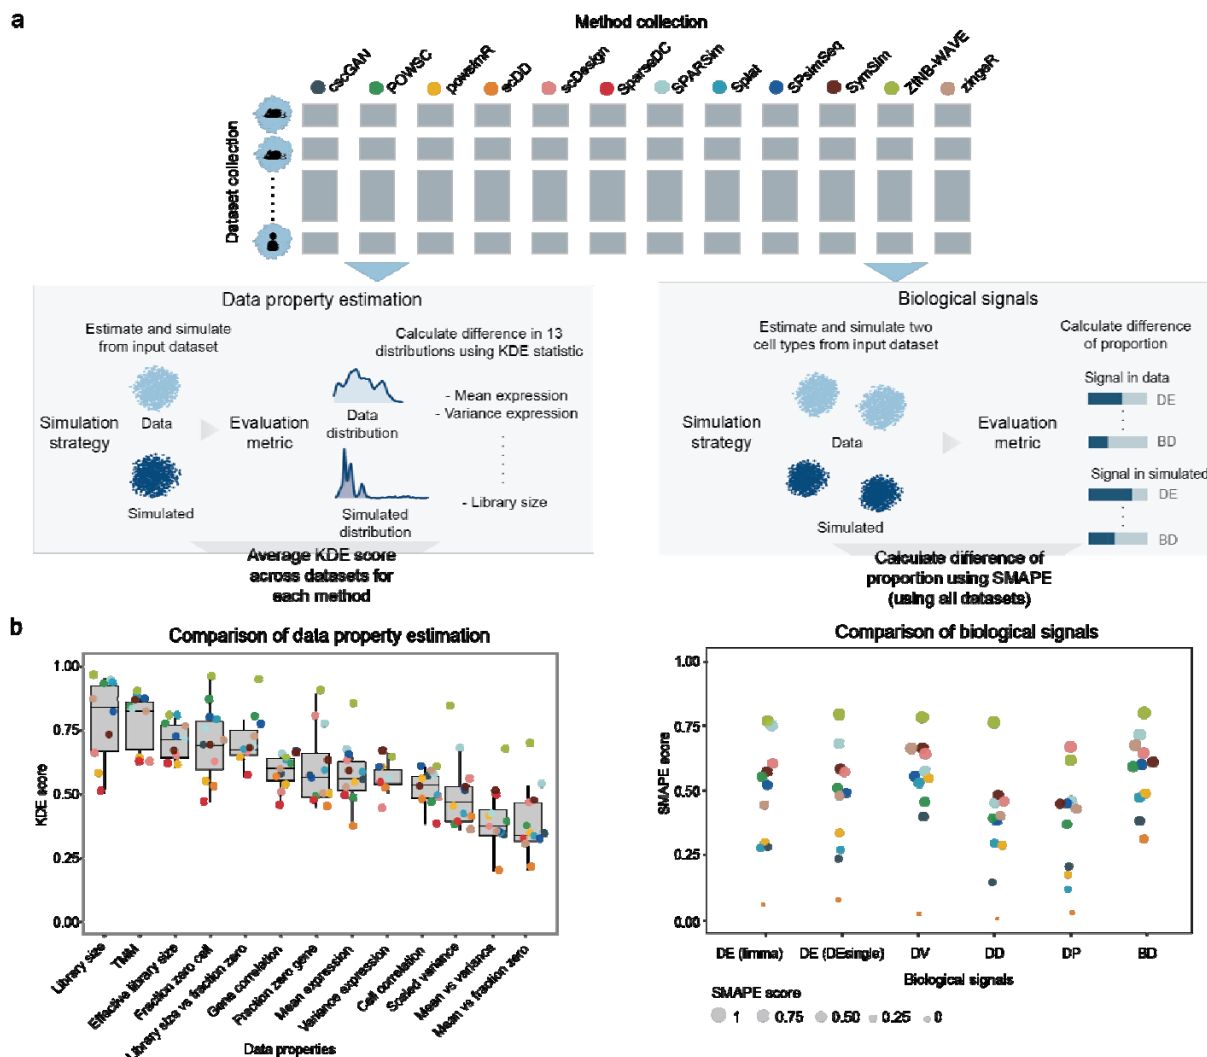 a
Method collection
cscGAN
POWSC
powsimR
scDD
scDesign
SparseDC
SPARSim
Splat
SPsimSeq
SymSim
ZINB-WAVE
zingeR
Dataset collection
Data property estimation
Estimate and simulate
from input dataset
Calculate difference in 13
distributions using KDE statistic
Simulation
strategy
Data
Simulated
Evaluation
metric
Data
distribution
Simulated
distribution
- Mean expression
- Variance expression
- Library size
Average KDE score
across datasets for
each method
Biological signals
Estimate and simulate two
cell types from input dataset
Calculate difference
of proportion
Simulation
strategy
Data
Simulated
Evaluation
metric
Signal in data
DE
BD
Signal in simulated
DE
BD
Calculate difference of
proportion using SMAPE
(using all datasets)
b
Comparison of data property estimation
KDE score
1.00
0.75
0.50
0.25
0.00
Library size
TMM
Effective library size
Fraction zero cell
Library size vs fraction zero
Gene correlation
Fraction zero gene
Mean expression
Variance expression
Cell correlation
Scaled variance
Mean vs variance
Mean vs fraction zero
Data properties
Comparison of biological signals
SMAPE score
1.00
0.75
0.50
0.25
0.00
DE (limma)
DE (DEsingle)
DV
DD
DP
BD
Biological signals
SMAPE score
1
0.75
0.50
0.25
0